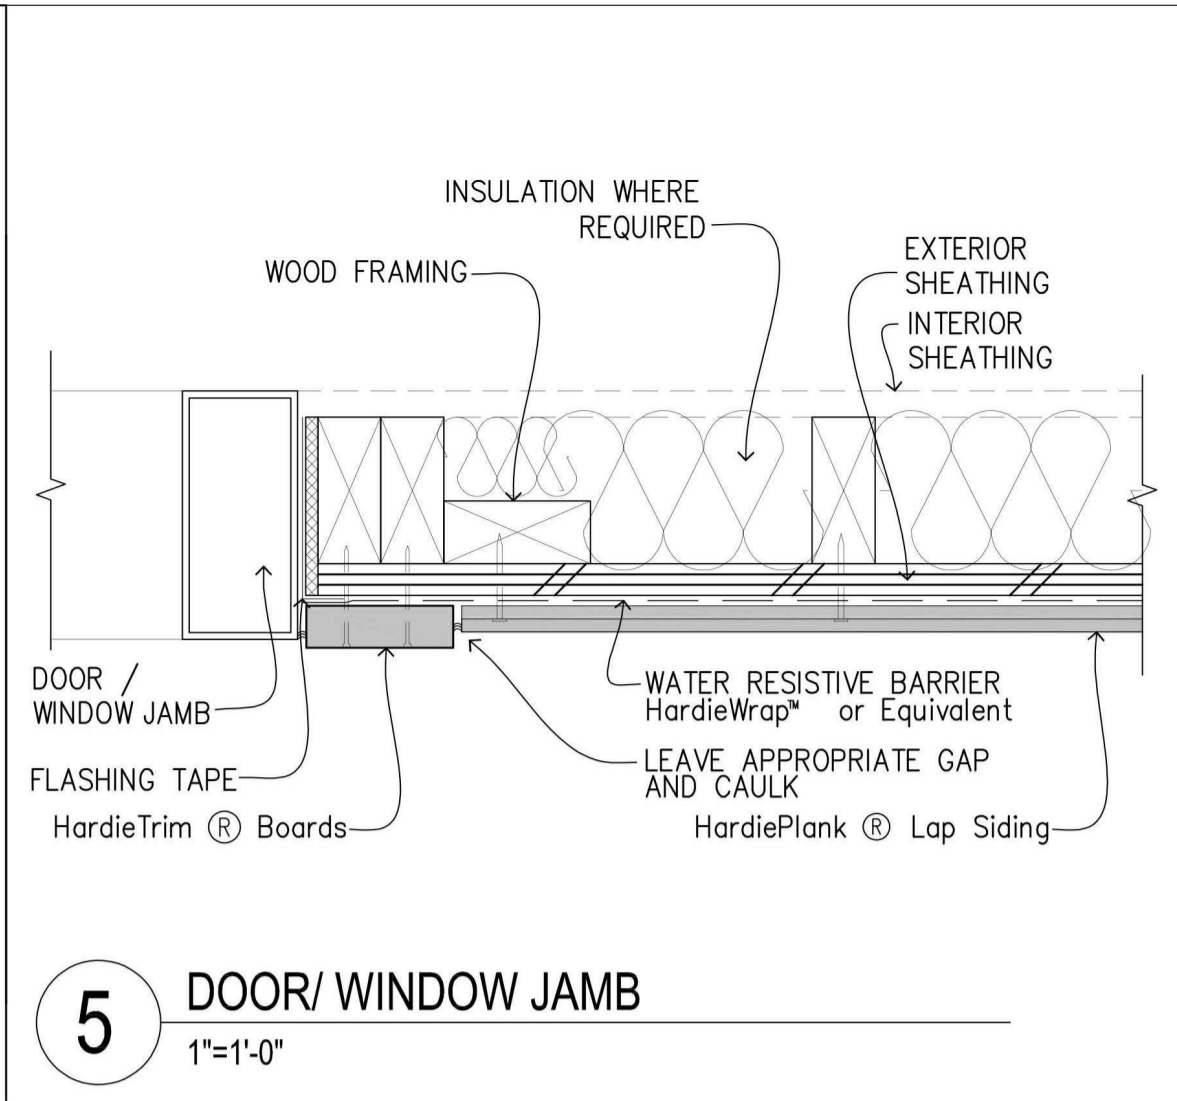 INSULATION WHERE
REQUIRED
WOOD FRAMING
EXTERIOR
SHEATHING
INTERIOR
SHEATHING
DOOR /
WINDOW JAMB
FLASHING TAPE
HardieTrim ® Boards
WATER RESISTIVE BARRIER
HardieWrap™ or Equivalent
LEAVE APPROPRIATE GAP
AND CAULK
HardiePlank ® Lap Siding
5
DOOR/ WINDOW JAMB
1"=1'-0"